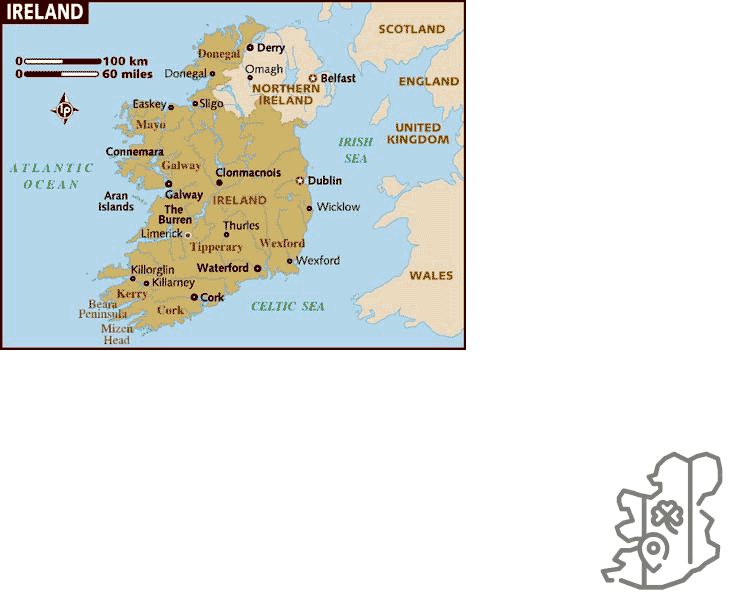 IRELAND
0 100 km
0 60 miles
lp
SCOTLAND
ENGLAND
UNITED
KINGDOM
WALES
IRISH
SEA
CELTIC SEA
ATLANTIC
OCEAN
Donegal
Derry
Omagh
Donegal
Belfast
NORTHERN
IRELAND
Easkey
Sligo
Mayo
Connemara
Galway
Clonmacnois
Dublin
Galway
IRELAND
Aran
Islands
The
Burren
Wicklow
Limerick
Thurles
Tipperary
Wexford
Wexford
Waterford
Killorglin
Killarney
Kerry
Cork
Cork
Beara
Peninsula
Mizen
Head